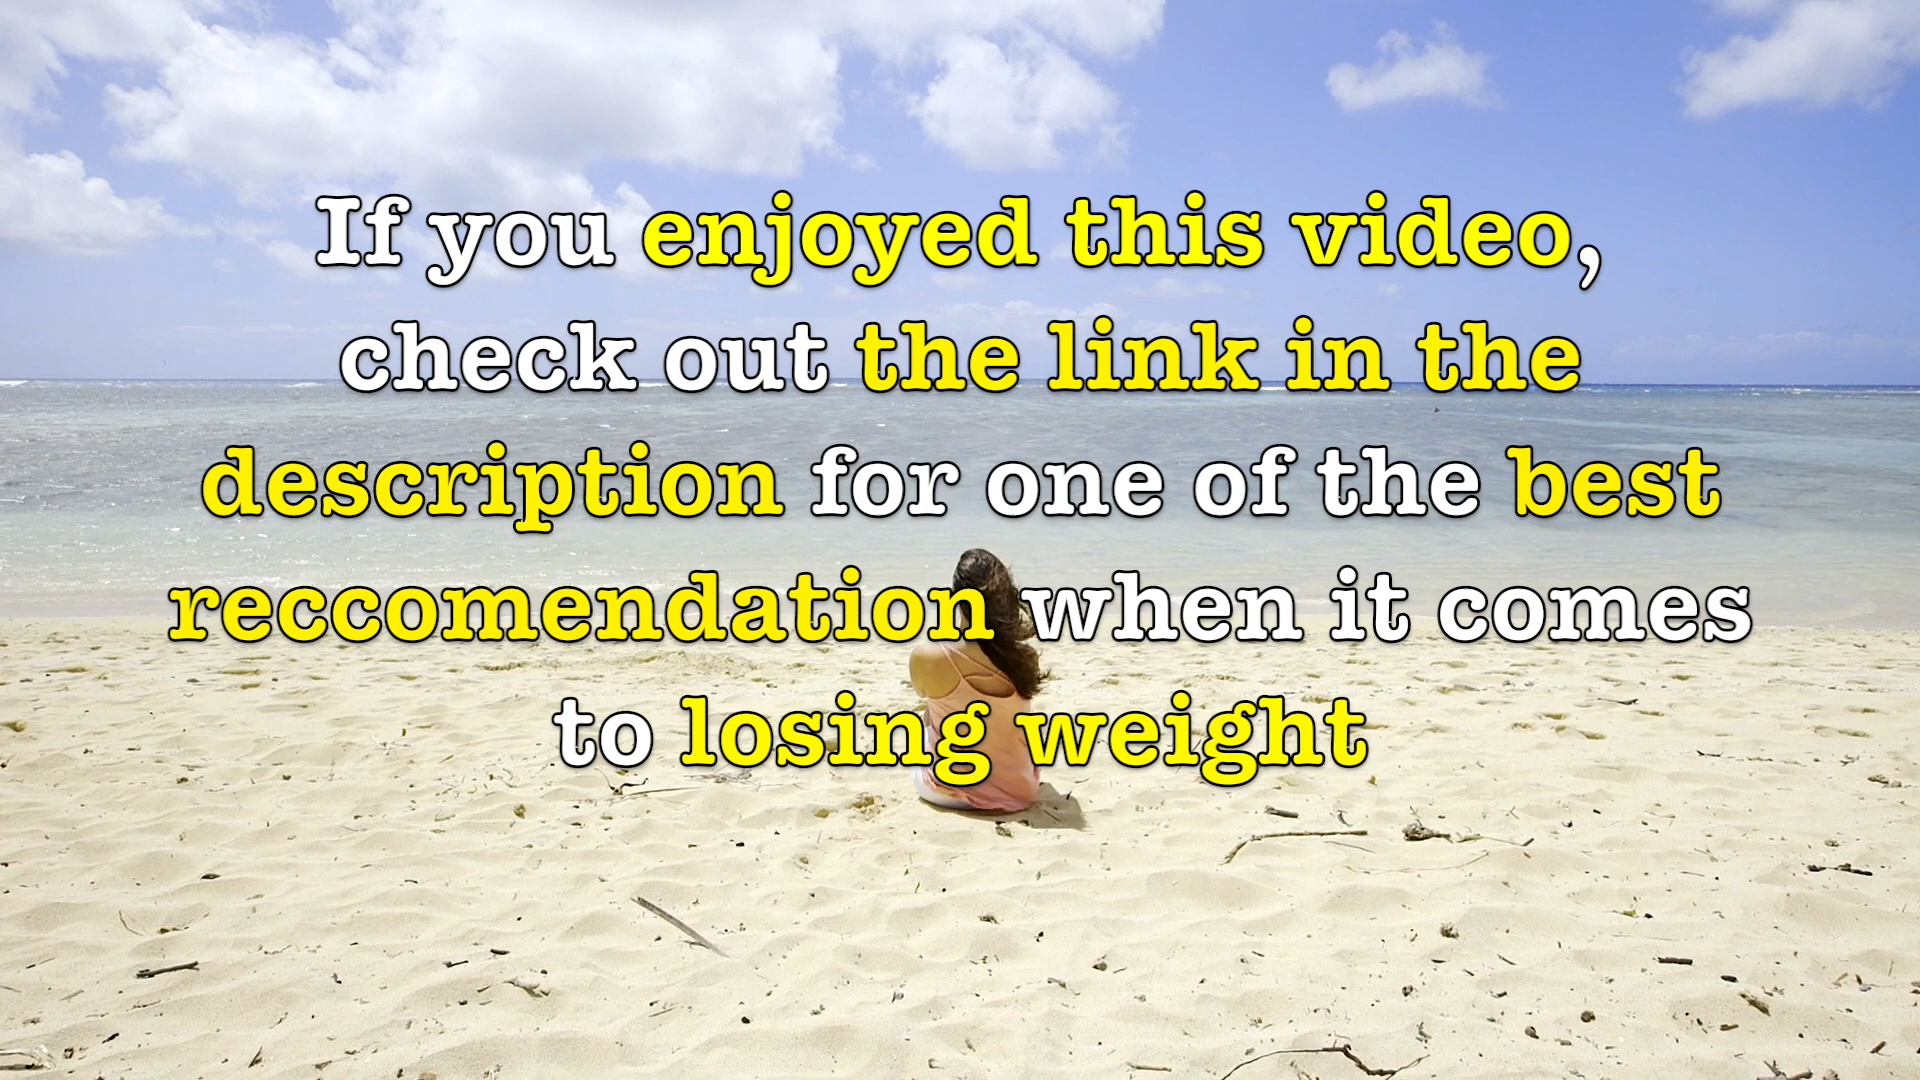 If you enjoyed this video,
check out the link in the
description for one of the best
reccomendation when it comes
to losing weight